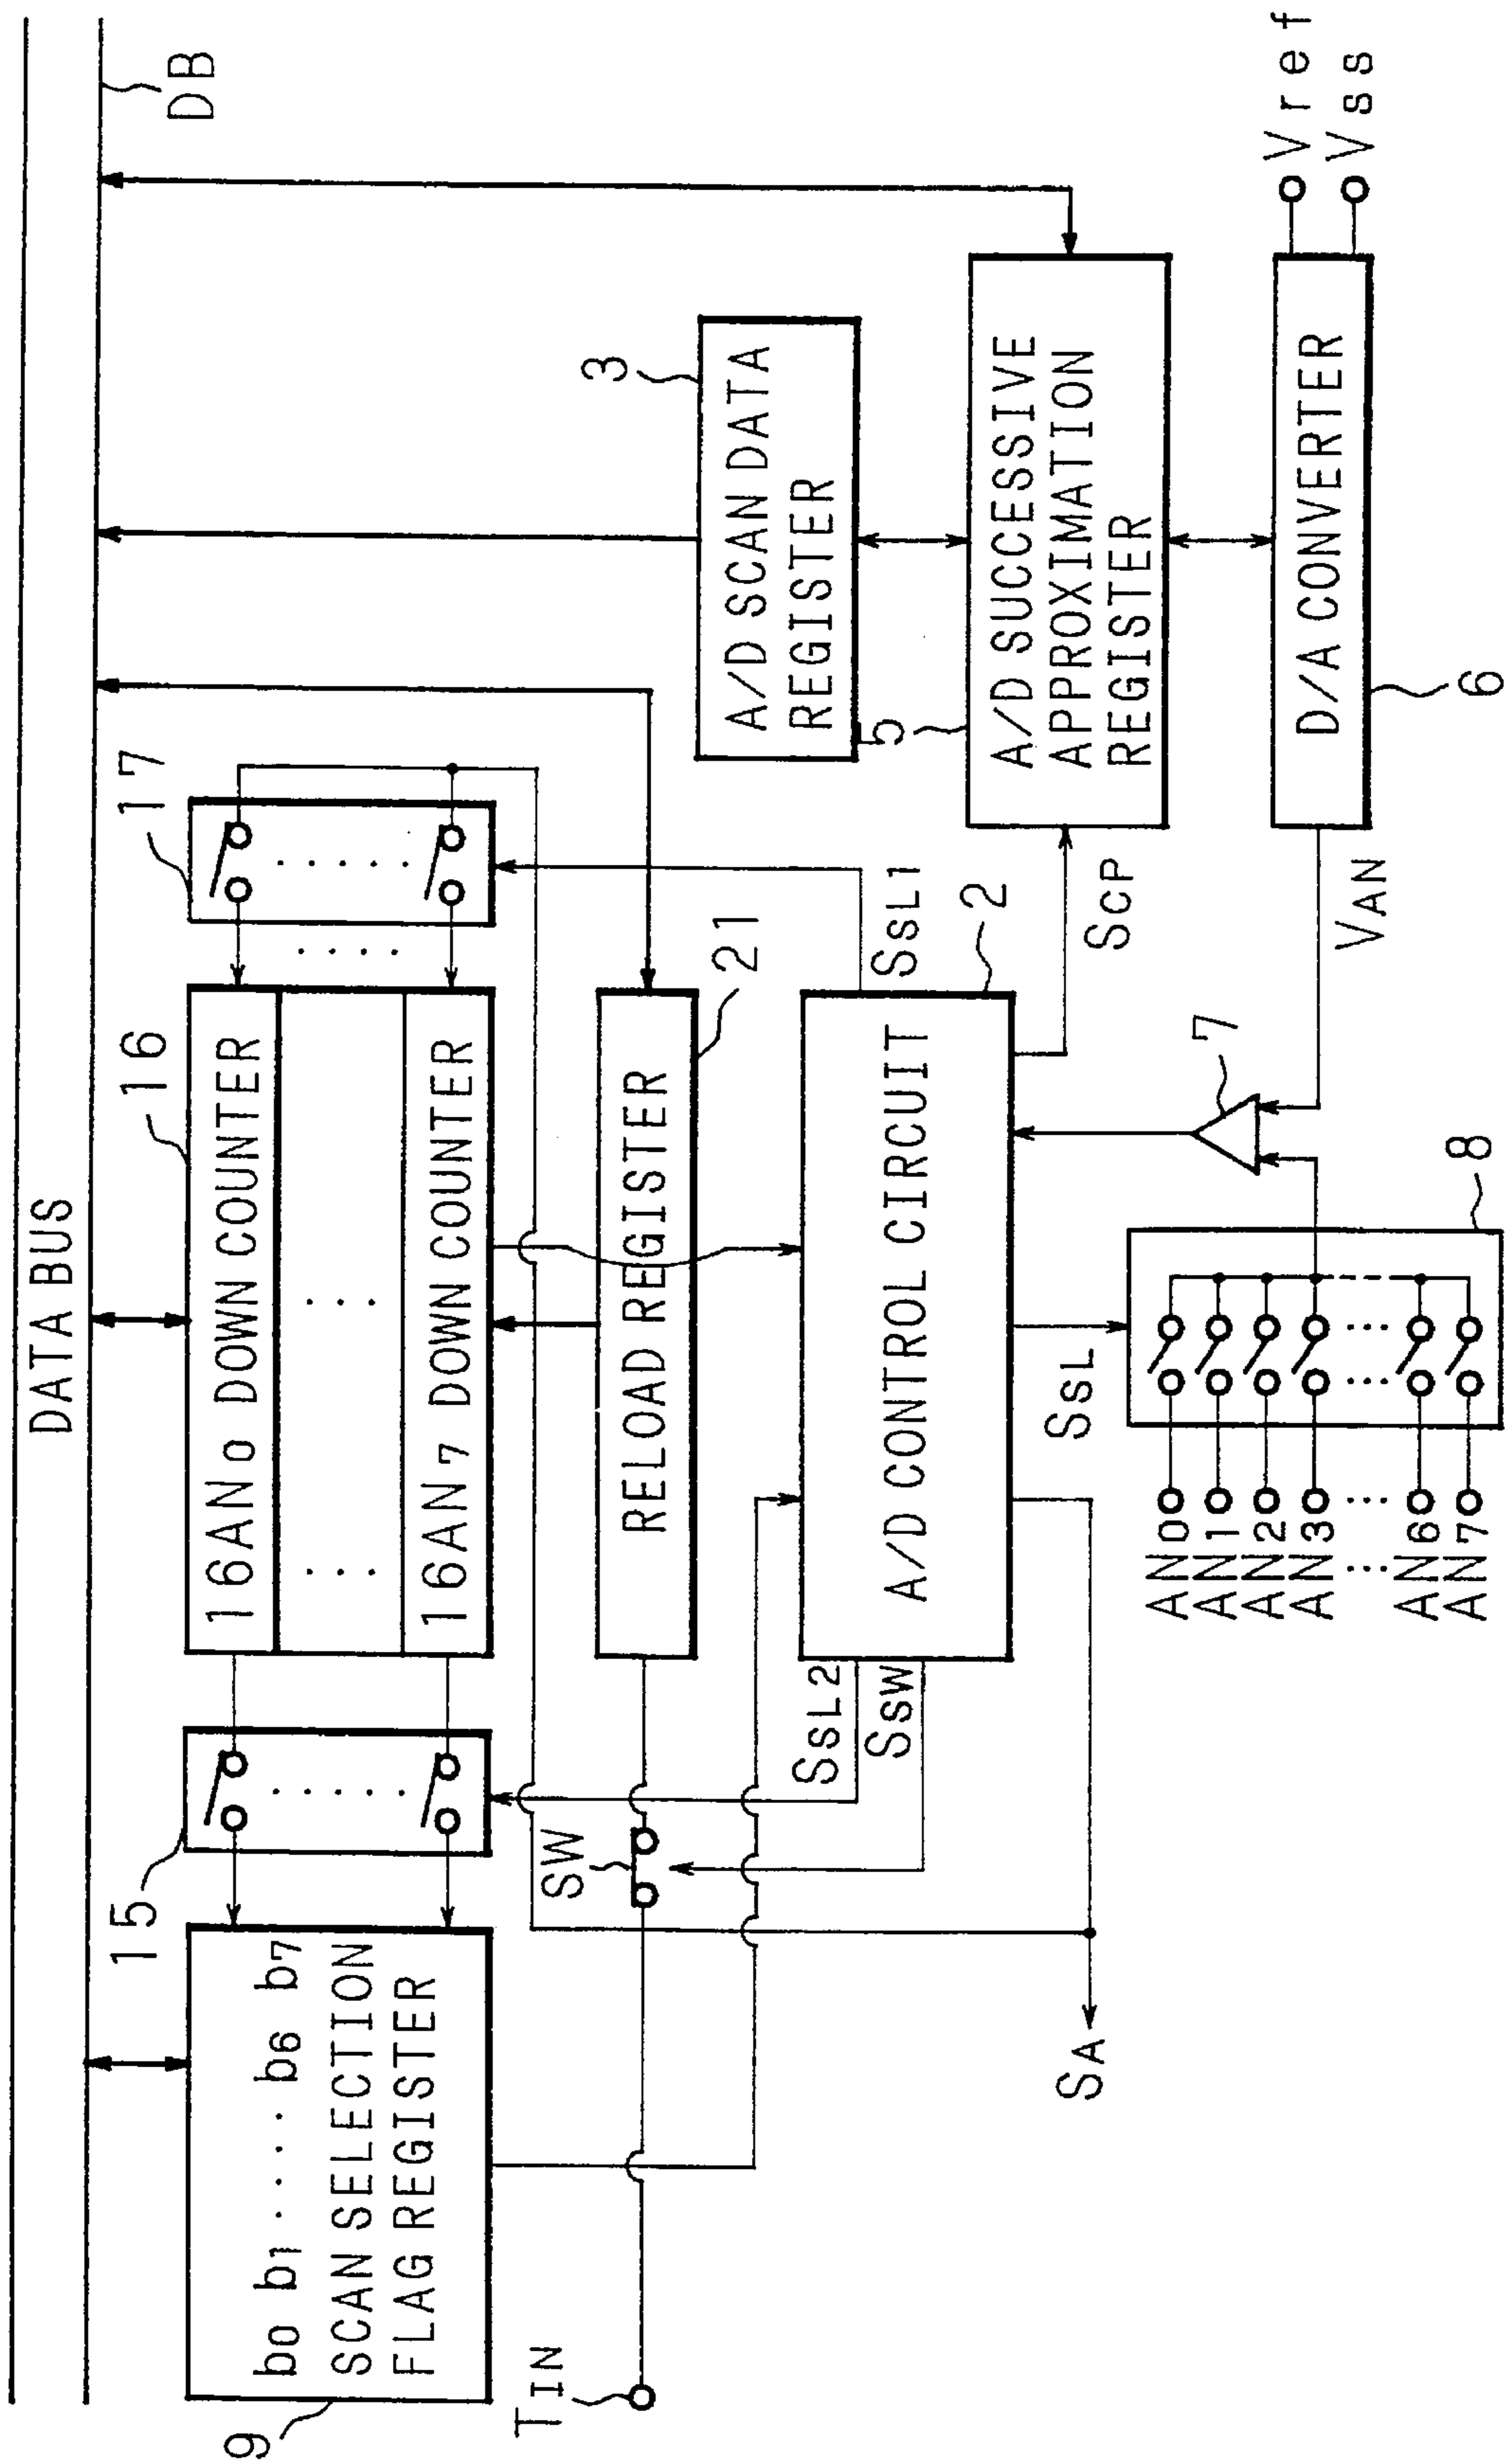 DATA BUS
DB
b0 b1 ····· b6 b7
SCAN SELECTION
FLAG REGISTER
9
15
16AN0 DOWN COUNTER
··· ···
16AN7 DOWN COUNTER
16
17
TIN
SW
RELOAD REGISTER
21
A/D SCAN DATA
REGISTER
3
SSL2
SSW
A/D CONTROL CIRCUIT
SSL1
2
SCP
A/D SUCCESSIVE
APPROXIMATION
REGISTER
5
SA
SSL
7
VAN
D/A CONVERTER
6
Vref
Vss
8
AN0
AN1
AN2
AN3
···
AN6
AN7